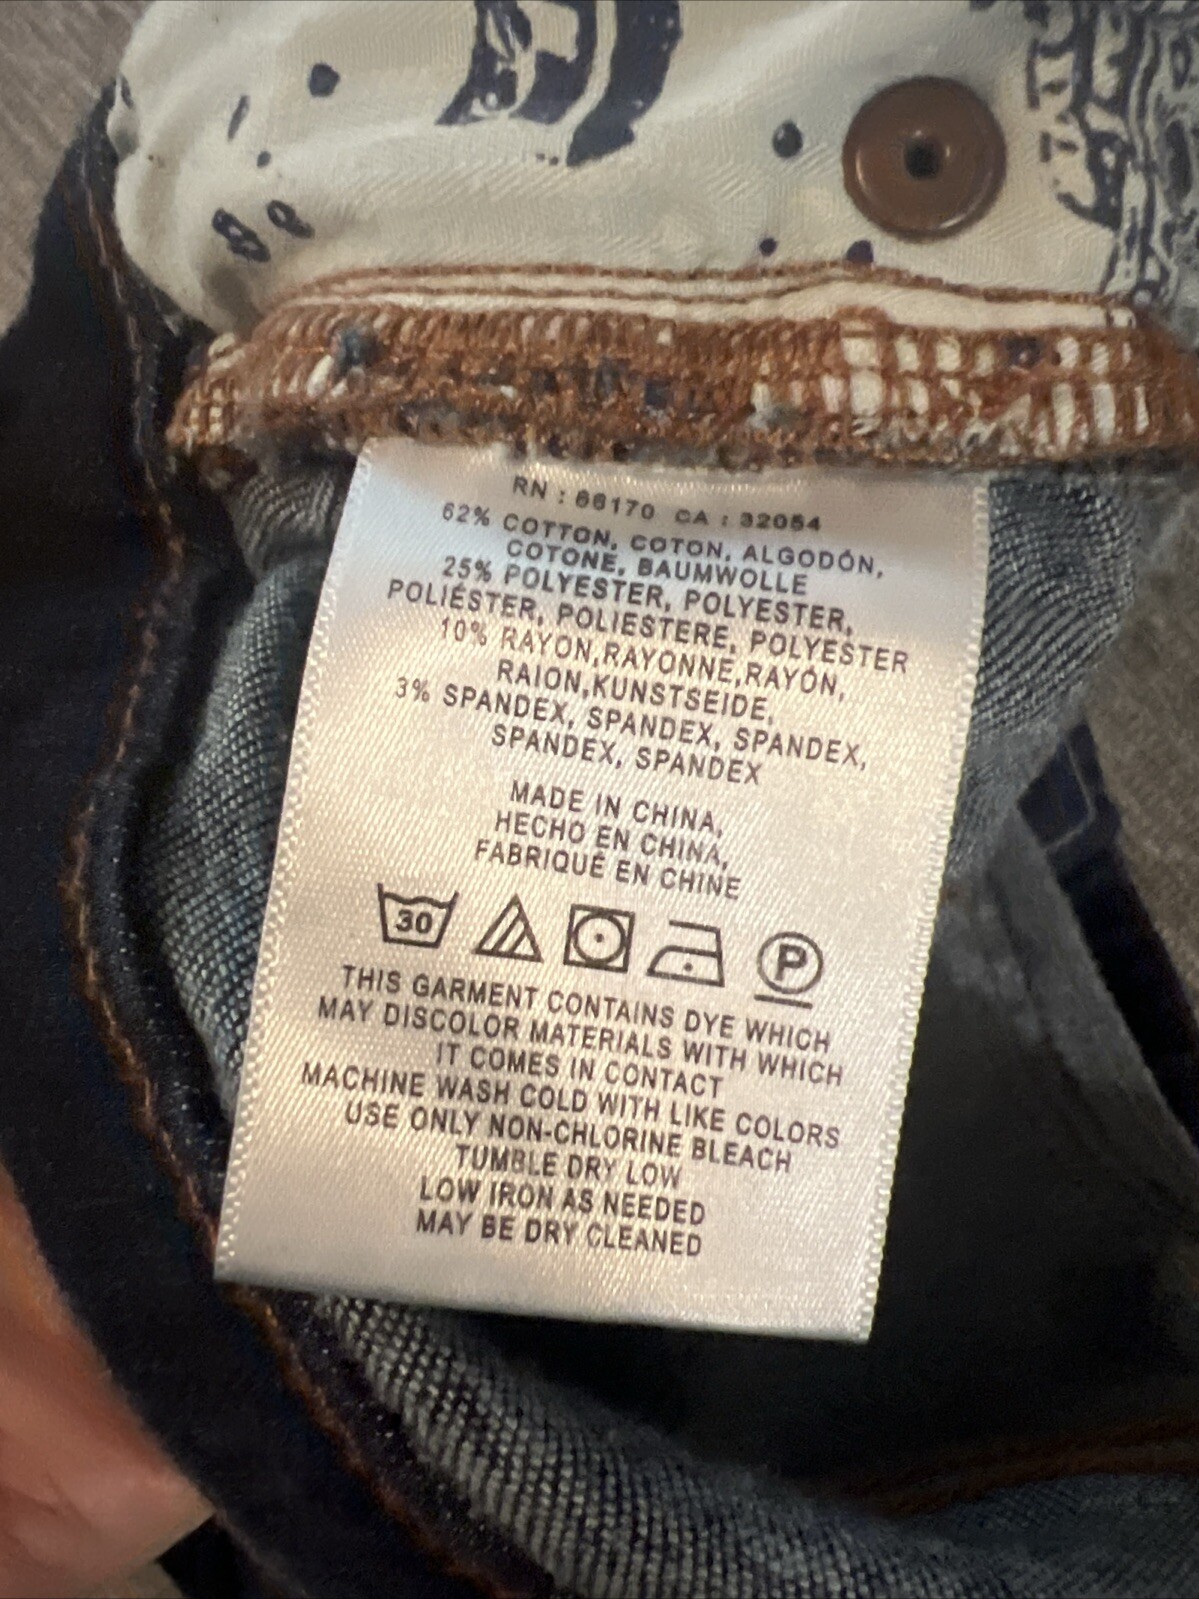 RN : 66170 CA : 32054
62% COTTON, COTON, ALGODÓN,
COTONE, BAUMWOLLE
25% POLYESTER, POLYESTER,
POLIÉSTER, POLIESTERE, POLYESTER
10% RAYON,RAYONNE,RAYÓN,
RAION,KUNSTSEIDE,
3% SPANDEX, SPANDEX, SPANDEX,
SPANDEX, SPANDEX
MADE IN CHINA,
HECHO EN CHINA,
FABRIQUÉ EN CHINE
30 P
THIS GARMENT CONTAINS DYE WHICH
MAY DISCOLOR MATERIALS WITH WHICH
IT COMES IN CONTACT
MACHINE WASH COLD WITH LIKE COLORS
USE ONLY NON-CHLORINE BLEACH
TUMBLE DRY LOW
LOW IRON AS NEEDED
MAY BE DRY CLEANED